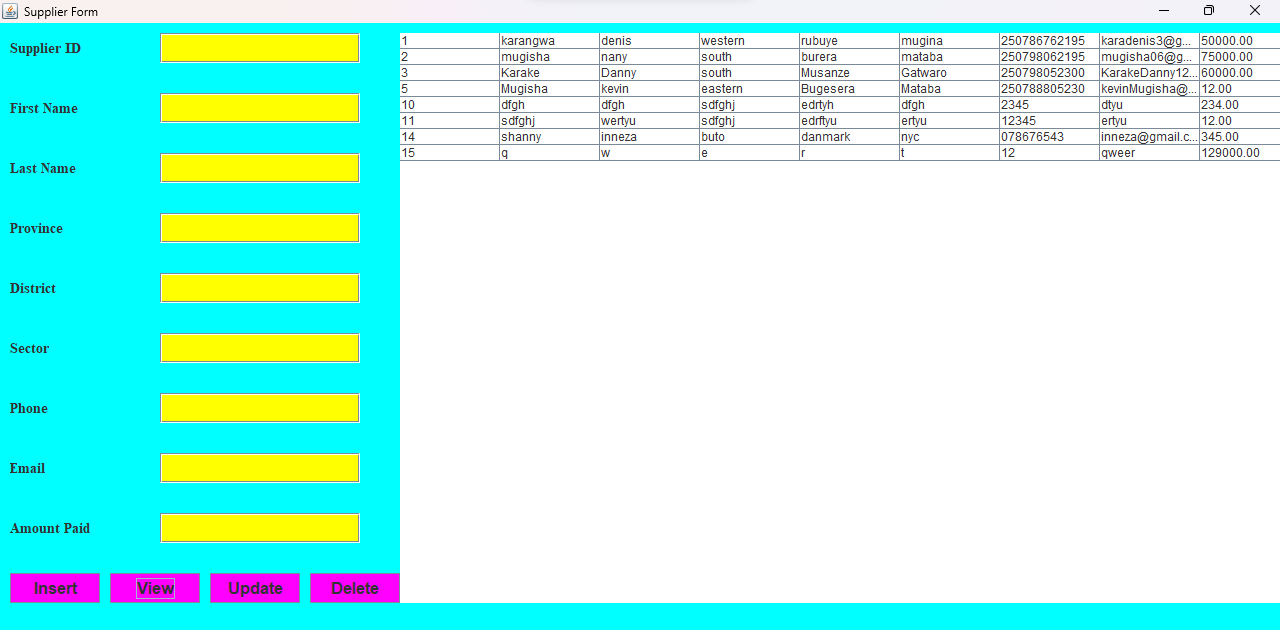 Supplier Form
Supplier ID
First Name
Last Name
Province
District
Sector
Phone
Email
Amount Paid
Insert View Update Delete
1 karangwa denis western rubuye mugina 250786762195 karadenis3@g... 50000.00
2 mugisha nany south burera mataba 250798062195 mugisha06@g... 75000.00
3 Karake Danny south Musanze Gatwaro 250798052300 KarakeDanny12... 60000.00
5 Mugisha kevin eastern Bugesera Mataba 250788805230 kevinMugisha@... 12.00
10 dfgh dfgh sdfghj edrtyh dfgh 2345 dtyu 234.00
11 sdfghj wertyu sdfghj edrftyu ertyu 12345 ertyu 12.00
14 shanny inneza buto danmark nyc 078676543 inneza@gmail.c... 345.00
15 q w e r t 12 qweer 129000.00